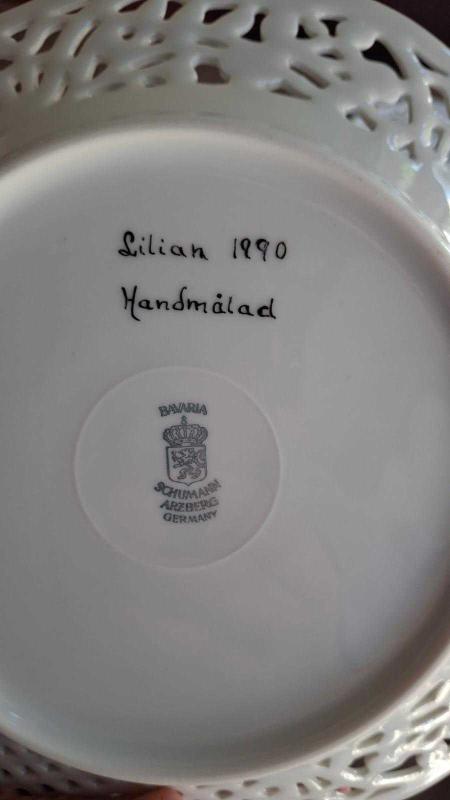 Lilian 1990
Handmålad
BAVARIA
S
SCHUMANN
ARZBERG
GERMANY